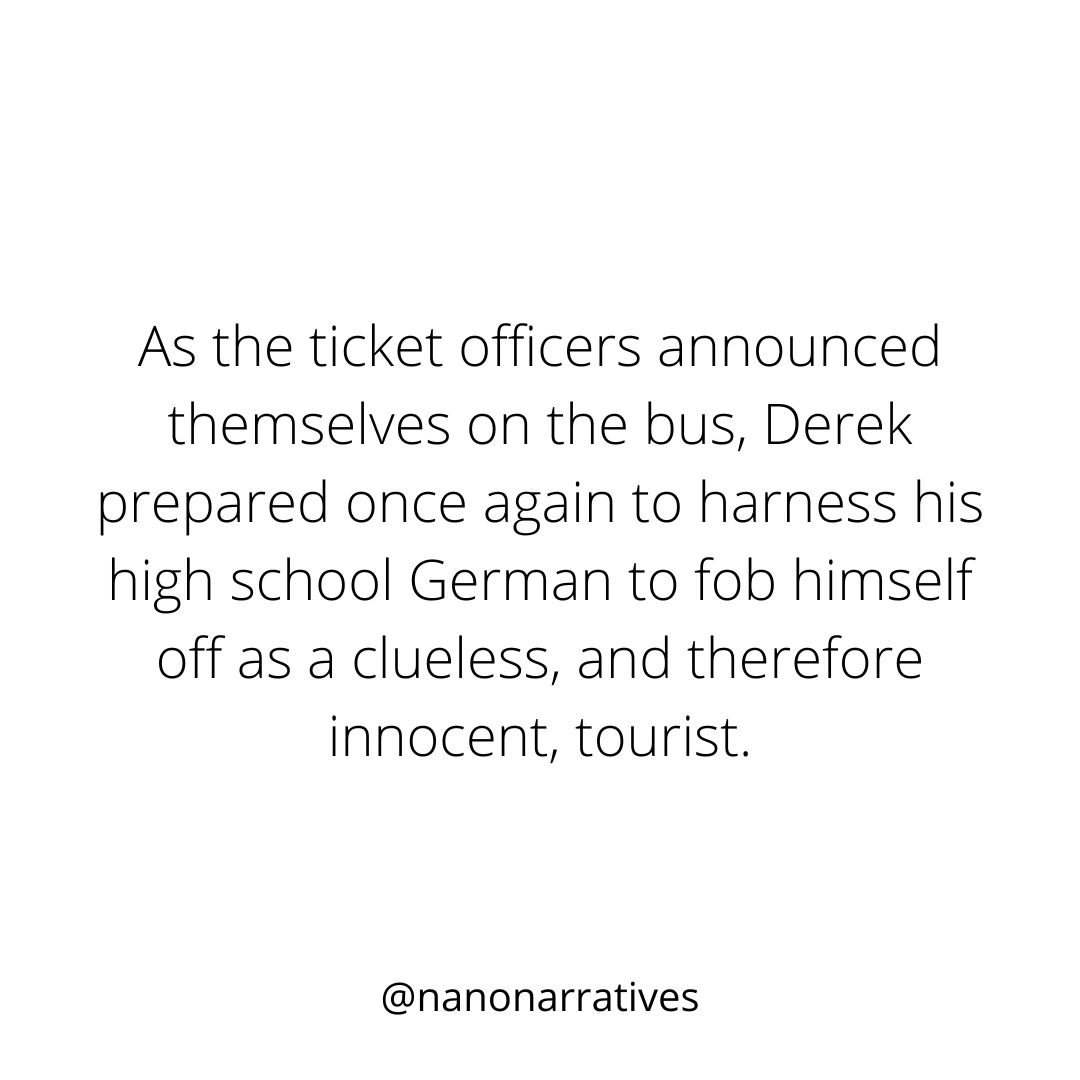 As the ticket officers announced
themselves on the bus, Derek
prepared once again to harness his
high school German to fob himself
off as a clueless, and therefore
innocent, tourist.
@nanonarratives